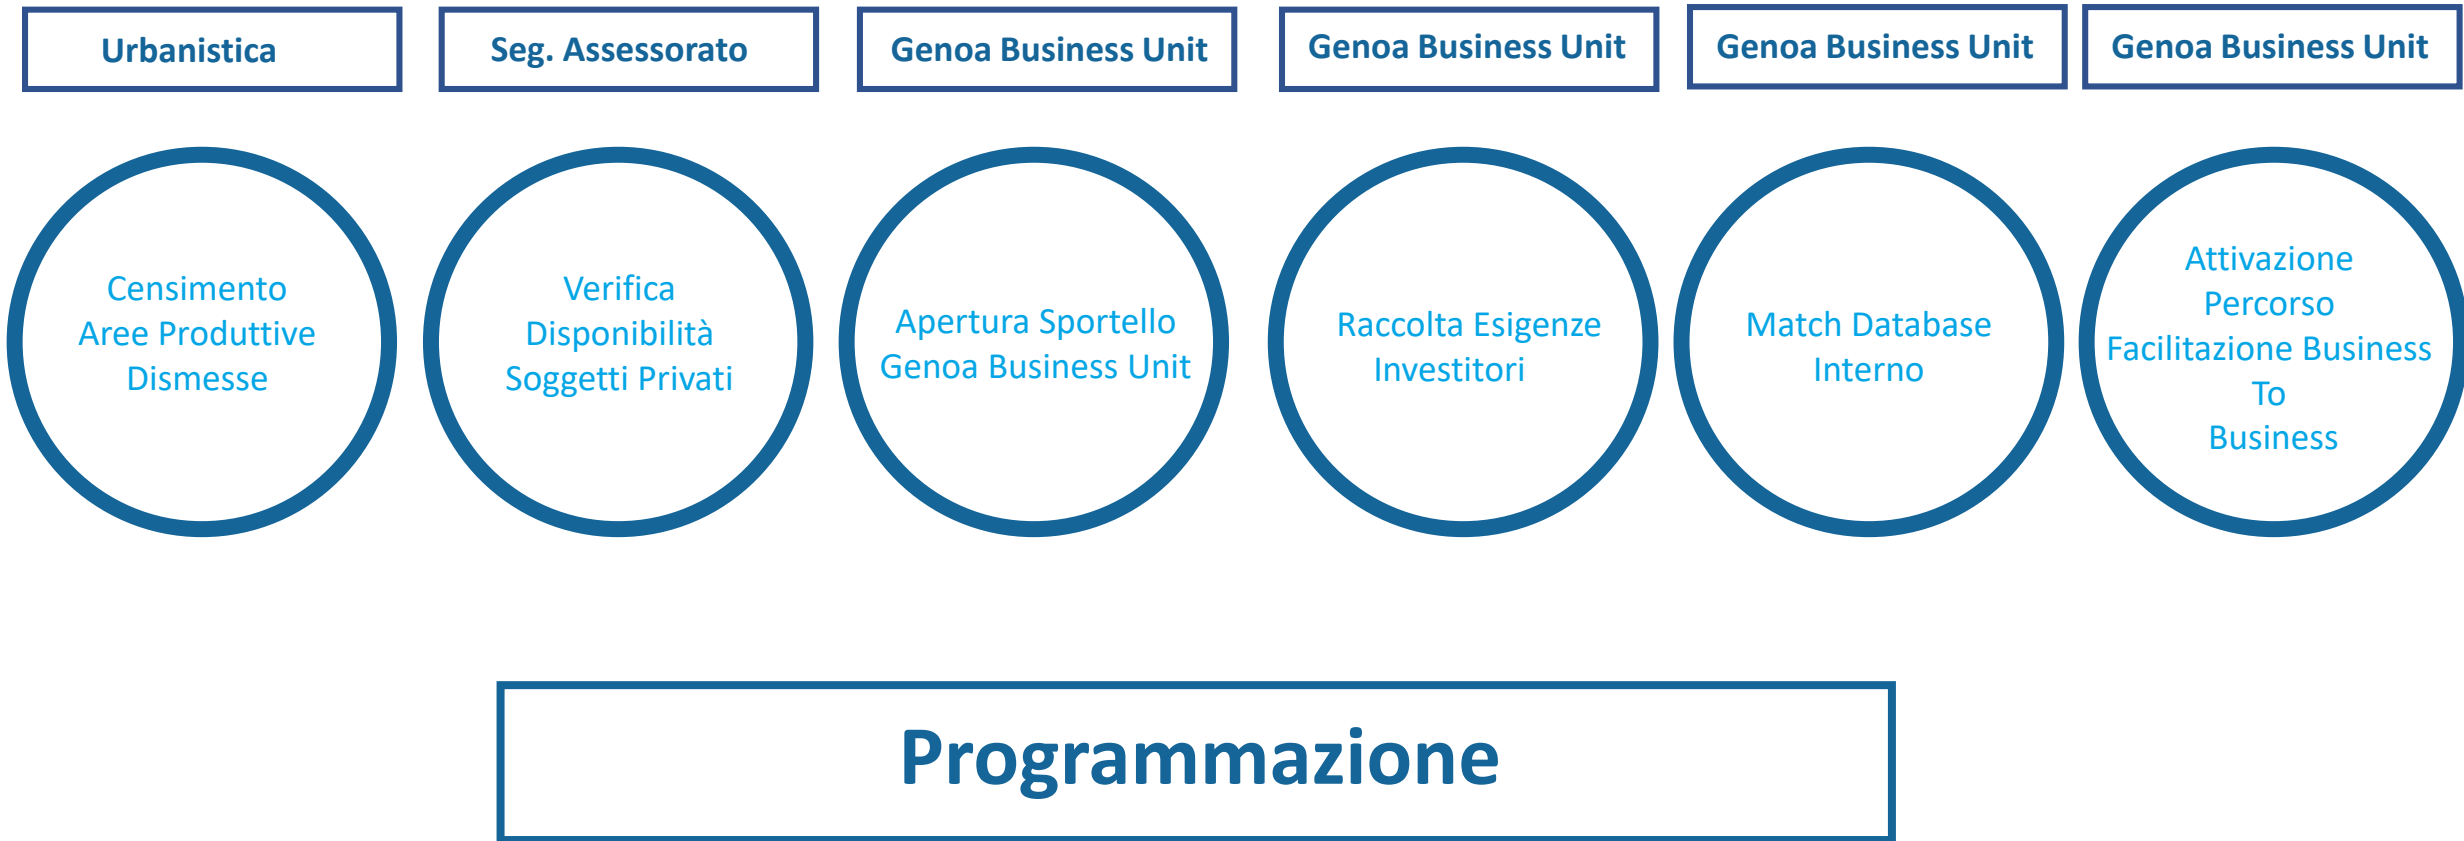 Urbanistica
Seg. Assessorato
Genoa Business Unit
Genoa Business Unit
Genoa Business Unit
Genoa Business Unit
Censimento
Aree Produttive
Dismesse
Verifica
Disponibilità
Soggetti Privati
Apertura Sportello
Genoa Business Unit
Raccolta Esigenze
Investitori
Match Database
Interno
Attivazione
Percorso
Facilitazione Business
To
Business
Programmazione